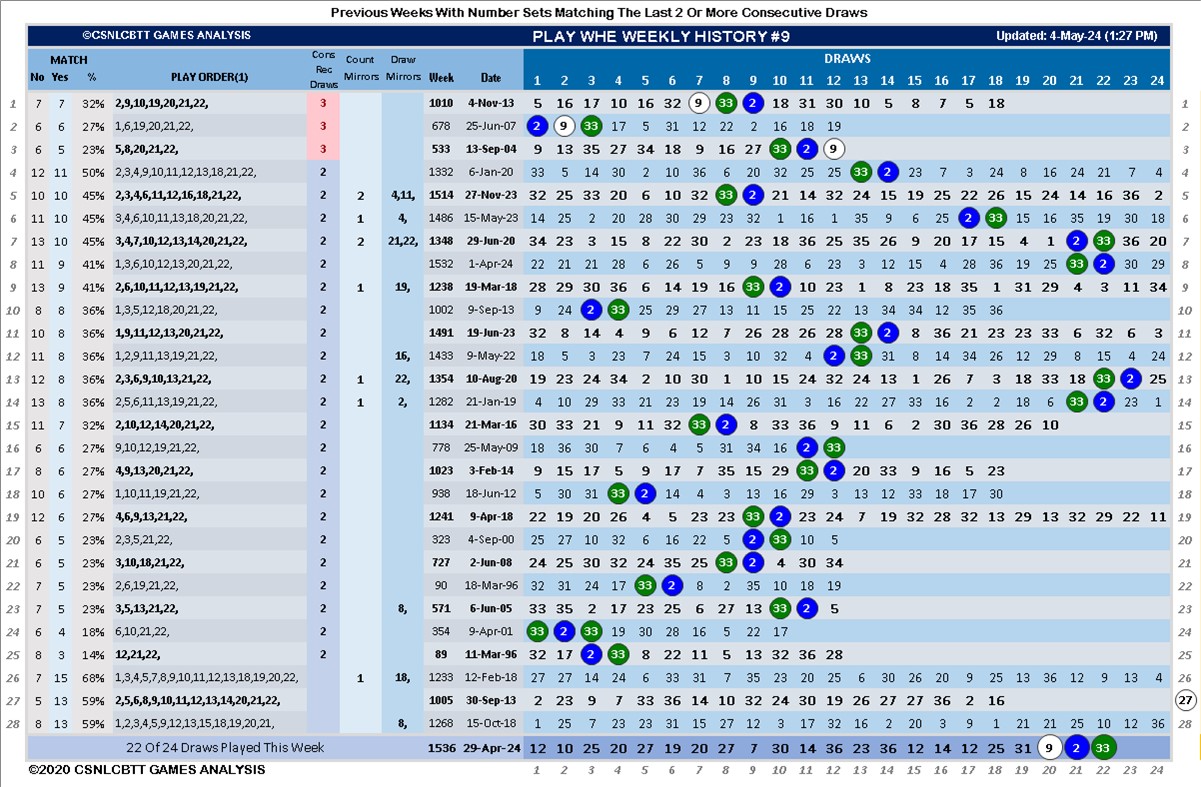 Previous Weeks With Number Sets Matching The Last 2 Or More Consecutive Draws
©CSNLCBTT GAMES ANALYSIS PLAY WHE WEEKLY HISTORY #9 Updated: 4-May-24 (1:27 PM)
MATCH Cons Rec Draws Count Mirrors Draw Mirrors DRAWS
No Yes % PLAY ORDER(1) Week Date 1 2 3 4 5 6 7 8 9 10 11 12 13 14 15 16 17 18 19 20 21 22 23 24
1 7 7 32% 2,9,10,19,20,21,22, 3 1010 4-Nov-13 5 16 17 10 16 32 9 33 2 18 31 30 10 5 8 7 5 18 1
2 6 6 27% 1,6,19,20,21,22, 3 678 25-Jun-07 2 9 33 17 5 31 12 22 2 16 18 19 2
3 6 5 23% 5,8,20,21,22, 3 533 13-Sep-04 9 13 35 27 34 18 9 16 27 33 2 9 3
4 12 11 50% 2,3,4,9,10,11,12,13,18,21,22, 2 1332 6-Jan-20 33 5 14 30 2 10 36 6 20 32 25 25 33 2 23 7 3 24 8 16 24 21 7 4 4
5 10 10 45% 2,3,4,6,11,12,16,18,21,22, 2 2 4,11, 1514 27-Nov-23 32 25 33 20 6 10 32 33 2 21 14 32 24 15 19 25 22 26 15 24 14 16 36 2 5
6 11 10 45% 3,4,6,10,11,13,18,20,21,22, 2 1 4, 1486 15-May-23 14 25 2 20 28 30 29 23 32 1 16 1 35 9 6 25 2 33 15 16 35 19 30 18 6
7 13 10 45% 3,4,7,10,12,13,14,20,21,22, 2 2 21,22, 1348 29-Jun-20 34 23 3 15 8 22 30 2 23 18 36 25 35 26 9 20 17 15 4 1 2 33 36 20 7
8 11 9 41% 1,3,6,10,12,13,20,21,22, 2 1532 1-Apr-24 22 21 21 28 6 26 5 9 9 28 6 23 3 12 15 4 28 36 19 25 33 2 30 29 8
9 13 9 41% 2,6,10,11,12,13,19,21,22, 2 1 19, 1238 19-Mar-18 28 29 30 36 6 14 19 16 33 2 10 23 1 8 23 18 35 1 31 29 4 3 11 34 9
10 8 8 36% 1,3,5,12,18,20,21,22, 2 1002 9-Sep-13 9 24 2 33 25 29 27 13 11 15 25 22 13 34 34 12 35 36 10
11 10 8 36% 1,9,11,12,13,20,21,22, 2 1491 19-Jun-23 32 8 14 4 9 6 12 7 26 28 26 28 33 2 8 36 21 23 23 33 6 32 6 3 11
12 11 8 36% 1,2,9,11,13,19,21,22, 2 16, 1433 9-May-22 18 5 3 23 7 24 15 3 10 32 4 2 33 31 8 14 34 26 12 29 8 15 4 24 12
13 12 8 36% 2,3,6,9,10,13,21,22, 2 1 22, 1354 10-Aug-20 19 23 24 34 2 10 30 1 10 15 24 32 24 13 1 26 7 3 18 33 18 33 2 25 13
14 13 8 36% 2,5,6,11,13,19,21,22, 2 1 2, 1282 21-Jan-19 4 10 29 33 21 23 19 14 26 31 3 16 22 27 33 16 2 2 18 6 33 2 23 1 14
15 11 7 32% 2,10,12,14,20,21,22, 2 1134 21-Mar-16 30 33 21 9 11 32 33 2 8 33 36 9 11 6 2 30 36 28 26 10 15
16 6 6 27% 9,10,12,19,21,22, 2 778 25-May-09 18 36 30 7 6 4 5 31 34 16 2 33 16
17 8 6 27% 4,9,13,20,21,22, 2 1023 3-Feb-14 9 15 17 5 9 17 7 35 15 29 33 2 20 33 9 16 5 23 17
18 10 6 27% 1,10,11,19,21,22, 2 938 18-Jun-12 5 30 31 33 2 14 4 3 13 16 29 3 13 12 33 18 17 30 18
19 12 6 27% 4,6,9,13,21,22, 2 1241 9-Apr-18 22 19 20 26 4 5 23 23 33 2 23 24 7 19 32 28 32 13 29 13 32 29 22 11 19
20 6 5 23% 2,3,5,21,22, 2 323 4-Sep-00 25 27 10 32 6 16 22 5 2 33 10 5 20
21 6 5 23% 3,10,18,21,22, 2 727 2-Jun-08 24 25 30 32 24 35 25 33 2 4 30 34 21
22 7 5 23% 2,6,19,21,22, 2 90 18-Mar-96 32 31 24 17 33 2 8 2 35 10 18 19 22
23 7 5 23% 3,5,13,21,22, 2 8, 571 6-Jun-05 33 35 2 17 23 25 6 27 13 33 2 5 23
24 6 4 18% 6,10,21,22, 2 354 9-Apr-01 33 2 33 19 30 28 16 5 22 17 24
25 8 3 14% 12,21,22, 2 89 11-Mar-96 32 17 2 33 8 22 11 5 13 32 36 28 25
26 7 15 68% 1,3,4,5,7,8,9,10,11,12,13,18,19,20,22, 1 18, 1233 12-Feb-18 27 27 14 24 6 33 31 7 35 23 20 25 6 30 26 20 9 25 13 36 12 9 13 4 26
27 5 13 59% 2,5,6,8,9,10,11,12,13,14,20,21,22, 1005 30-Sep-13 2 23 9 7 33 36 14 10 32 24 30 19 26 27 27 36 2 16 27
28 8 13 59% 1,2,3,4,5,9,12,13,15,18,19,20,21, 8, 1268 15-Oct-18 1 25 7 23 23 31 15 27 12 3 17 32 16 2 20 3 9 1 21 21 25 10 12 36 28
22 Of 24 Draws Played This Week 1536 29-Apr-24 12 10 25 20 27 19 20 27 7 30 14 36 23 36 12 14 12 25 31 9 2 33
©2020 CSNLCBTT GAMES ANALYSIS 1 2 3 4 5 6 7 8 9 10 11 12 13 14 15 16 17 18 19 20 21 22 23 24